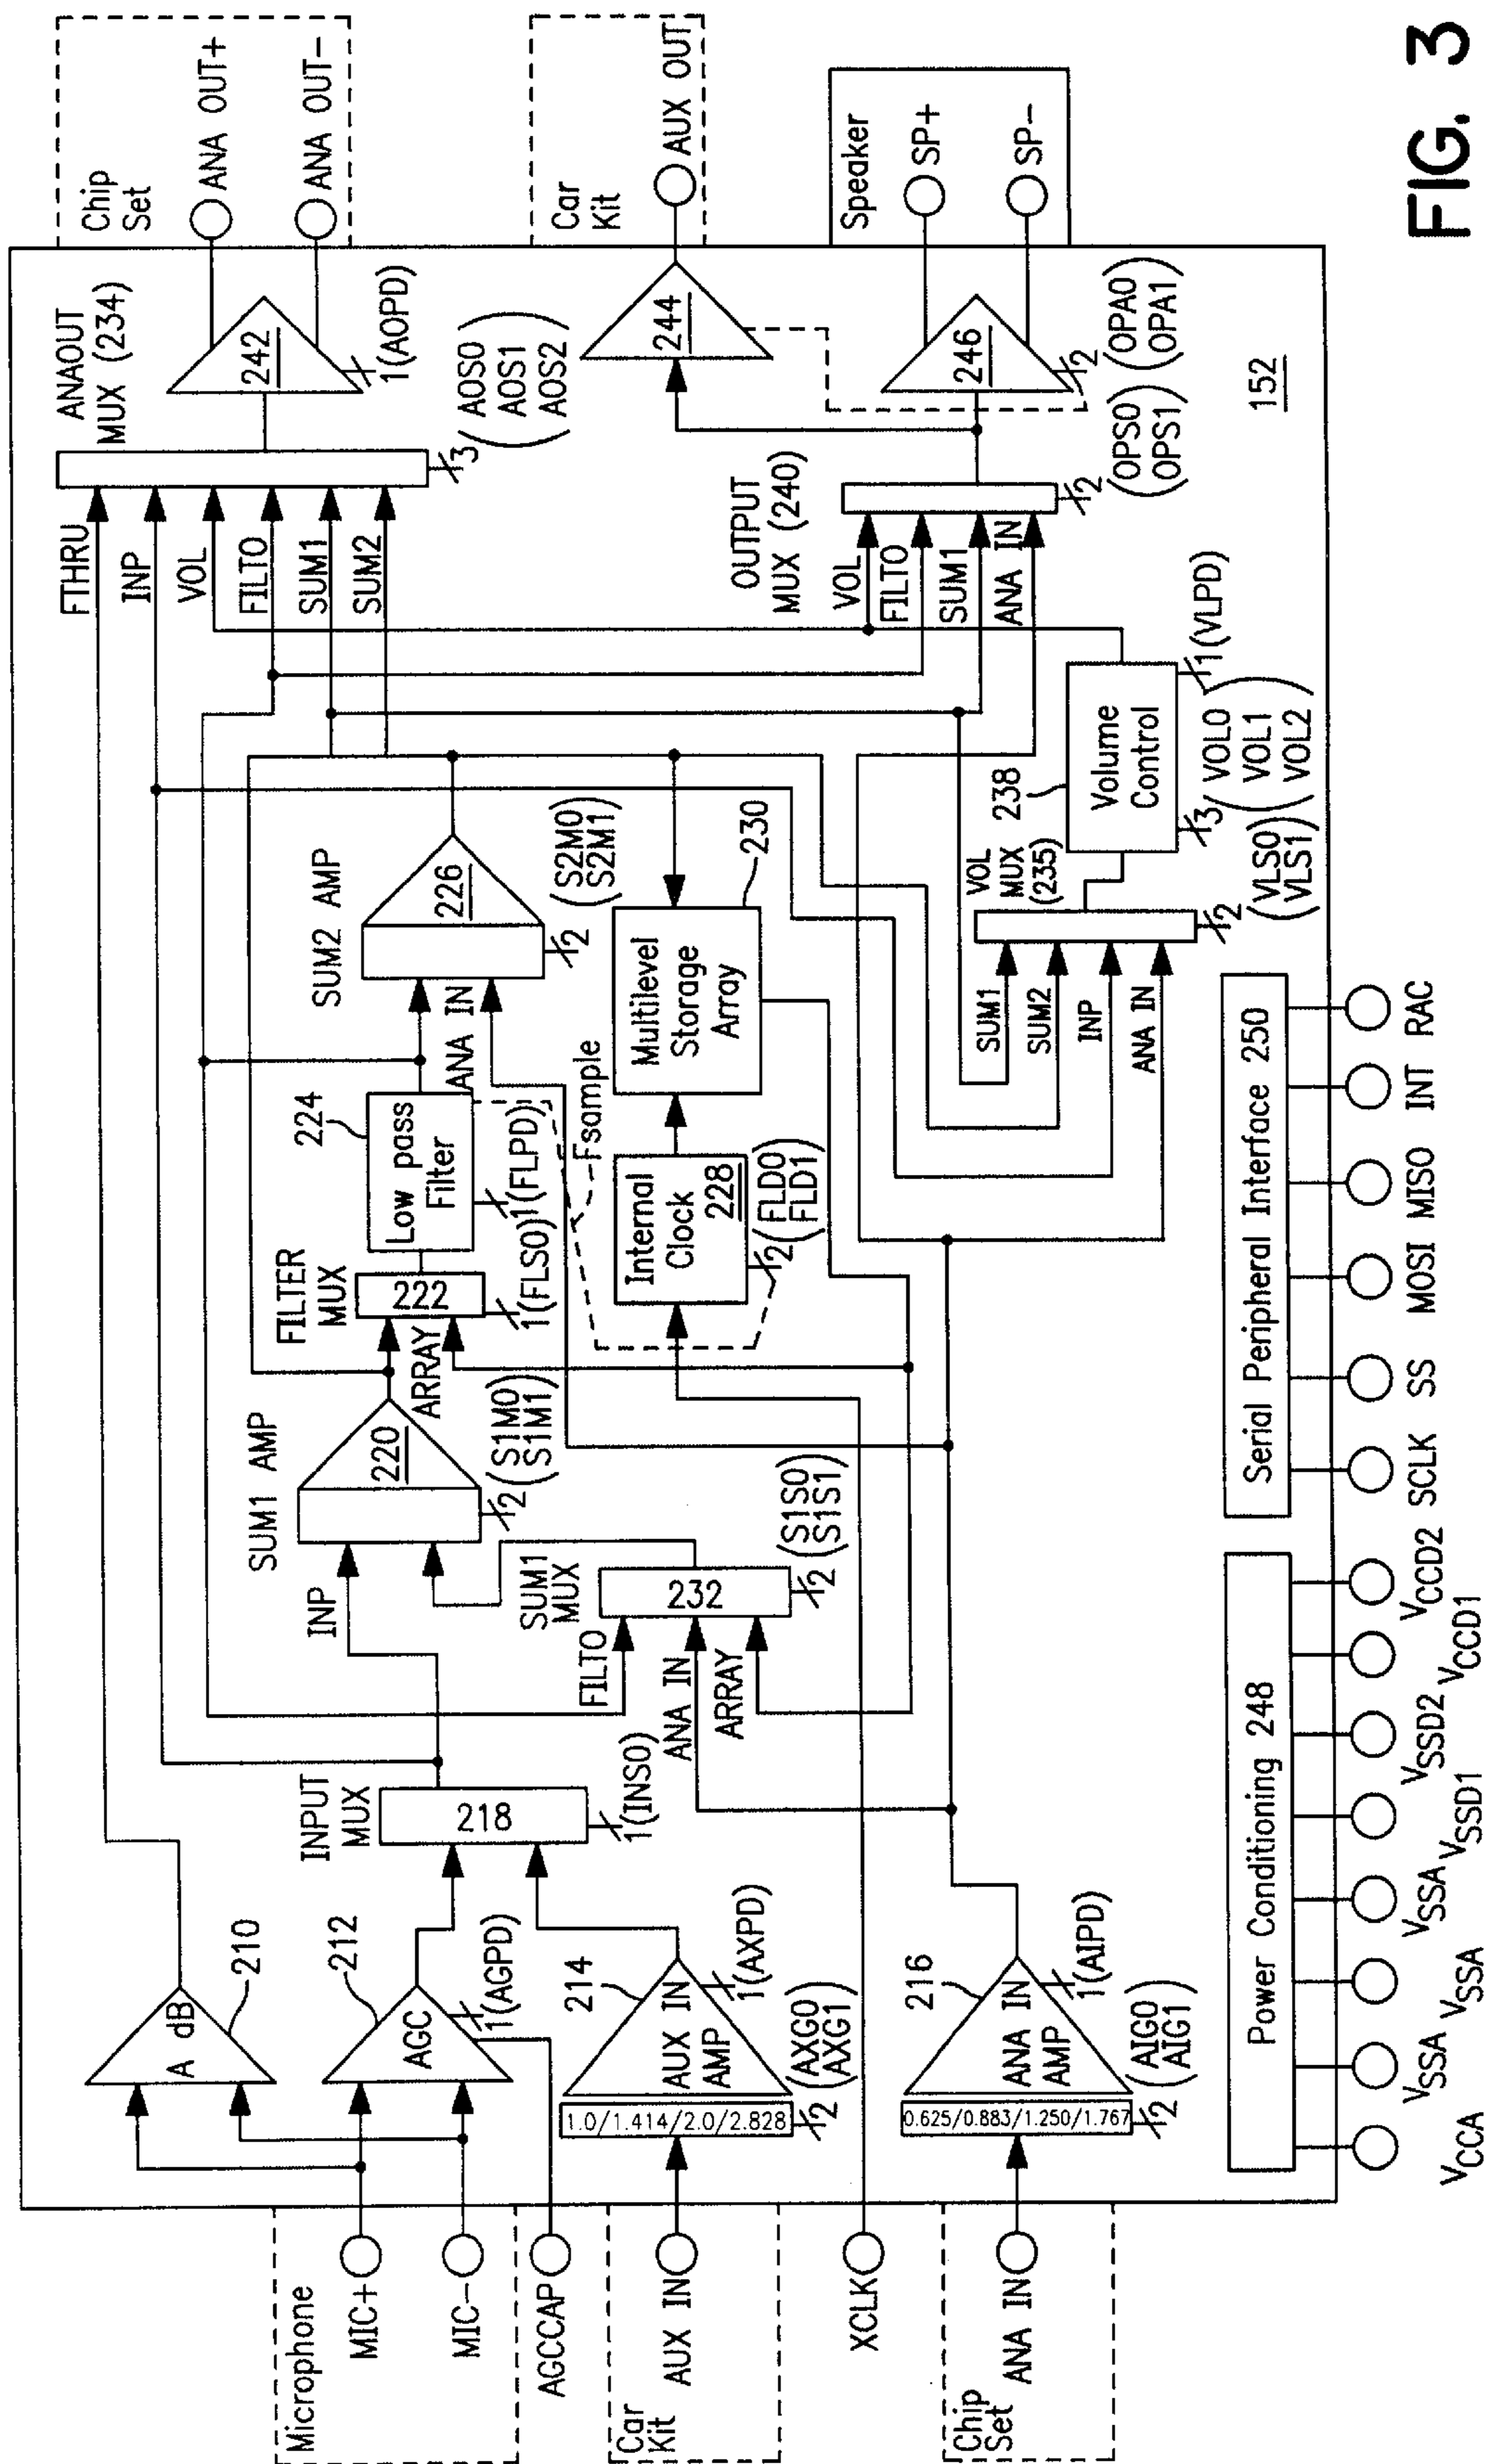 Chip
Set
ANA OUT+
ANA OUT-
Car
Kit
AUX OUT
Speaker
SP+
SP-
FIG. 3
ANAOUT
MUX (234)
242
1(AOPD)
3
(AOS0
AOS1
AOS2)
244
246
2
(OPA0
OPA1)
152
FTHRU
INP
VOL
FILTO
SUM1
SUM2
OUTPUT
MUX (240)
VOL
FILTO
SUM1
ANA IN
2
(OPS0
OPS1)
SUM2 AMP
226
2
(S2M0
S2M1)
230
Multilevel
Storage
Array
238
Volume
Control
1(VLPD)
3
(VOL0
VOL1
VOL2)
VOL
MUX
(235)
2
(VLS0
VLS1)
SUM1
SUM2
INP
ANA IN
224
Low pass
Filter
ANA IN
1(FLPD)
Fsample
Internal
Clock
228
2
(FLD0
FLD1)
FILTER
MUX
222
1(FLS0)
ARRAY
SUM1 AMP
220
2
(S1M0
S1M1)
INP
SUM1
MUX
232
2
(S1S0
S1S1)
FILTO
ANA IN
ARRAY
INPUT
MUX
218
1(INS0)
A dB
210
AGC
212
1(AGPD)
214
AUX IN
AMP
1(AXPD)
1.0/1.414/2.0/2.828
2
(AXG0
AXG1)
216
ANA IN
AMP
1(AIPD)
0.625/0.883/1.250/1.767
2
(AIG0
AIG1)
Microphone
MIC+
MIC-
AGCCAP
Car
Kit
AUX IN
XCLK
Chip
Set
ANA IN
Power Conditioning 248
VCCA
VSSA
VSSA
VSSA
VSSD1
VSSD2
VCCD1
VCCD2
Serial Peripheral Interface 250
SCLK
SS
MOSI
MISO
INT
RAC